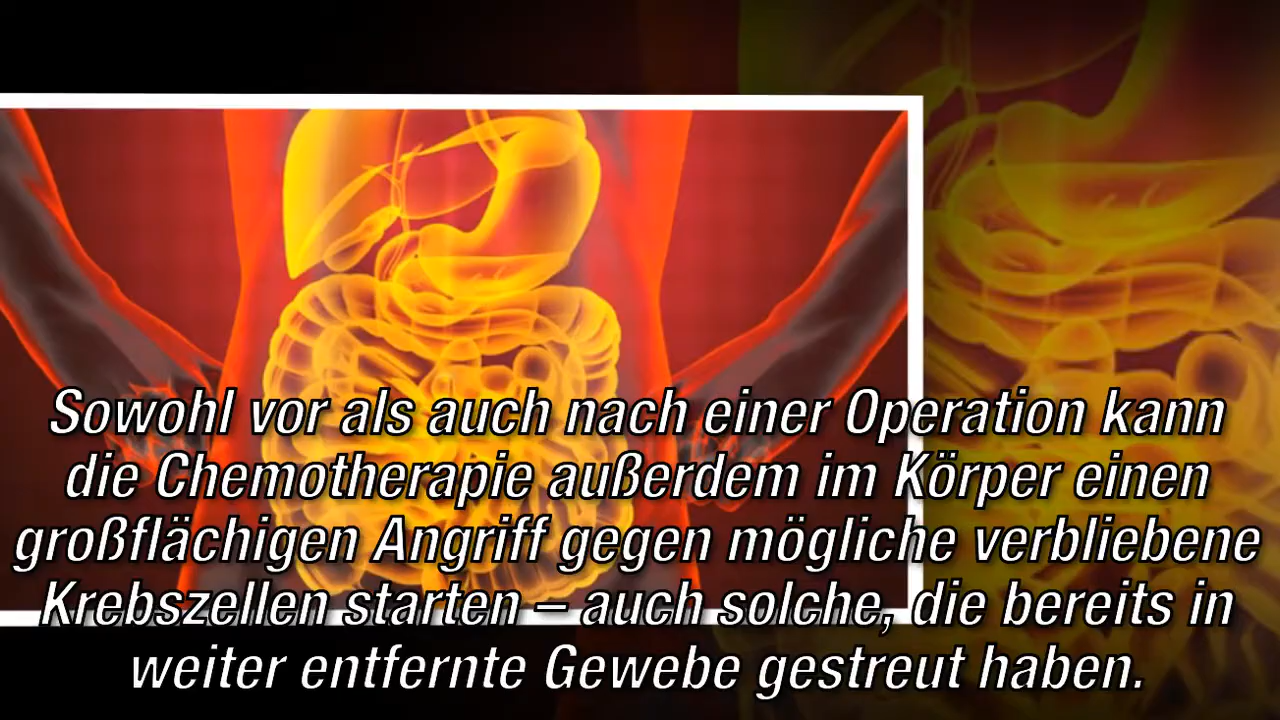 Sowohl vor als auch nach einer Operation kann
die Chemotherapie außerdem im Körper einen
großflächigen Angriff gegen mögliche verbliebene
Krebszellen starten – auch solche, die bereits in
weiter entfernte Gewebe gestreut haben.